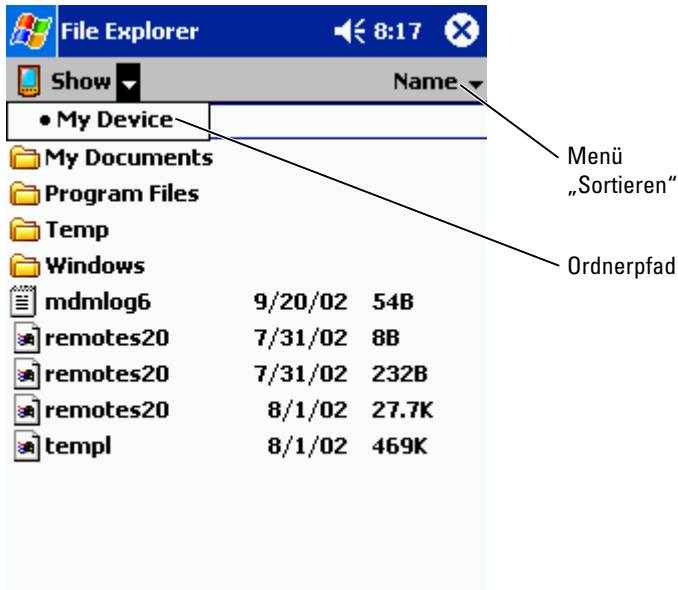 File Explorer 8:17
Show Name
• My Device
My Documents
Program Files
Temp
Windows
mdmlog6 9/20/02 54B
remotes20 7/31/02 8B
remotes20 7/31/02 232B
remotes20 8/1/02 27.7K
templ 8/1/02 469K
Menü
„Sortieren“
Ordnerpfad